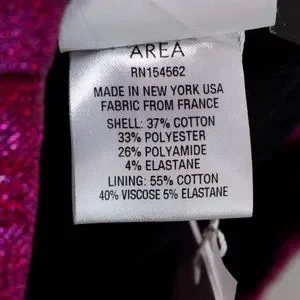 AREA
RN154562
MADE IN NEW YORK USA
FABRIC FROM FRANCE
SHELL: 37% COTTON
33% POLYESTER
26% POLYAMIDE
4% ELASTANE
LINING: 55% COTTON
40% VISCOSE 5% ELASTANE